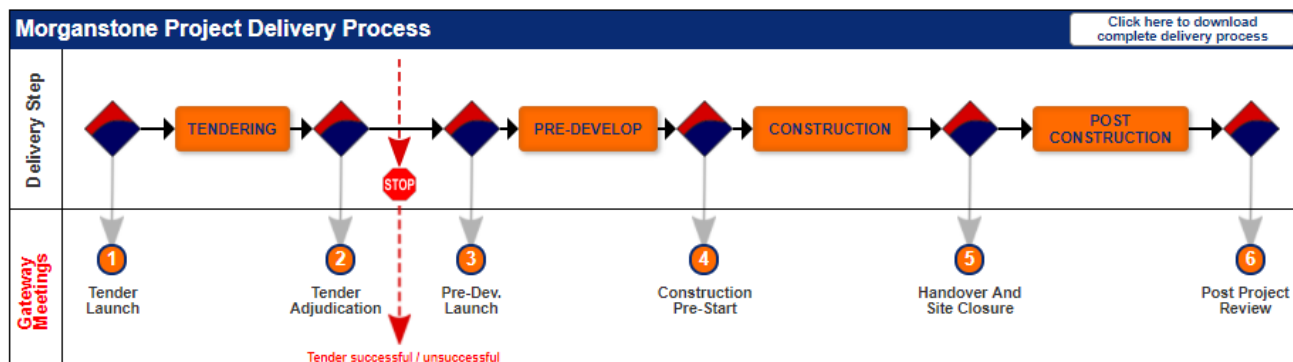 Morganstone Project Delivery Process
Click here to download
complete delivery process
Delivery Step
TENDERING
PRE-DEVELOP
CONSTRUCTION
POST
CONSTRUCTION
STOP
Gateway
Meetings
1
Tender
Launch
2
Tender
Adjudication
3
Pre-Dev.
Launch
4
Construction
Pre-Start
5
Handover And
Site Closure
6
Post Project
Review
Tender successful / unsuccessful